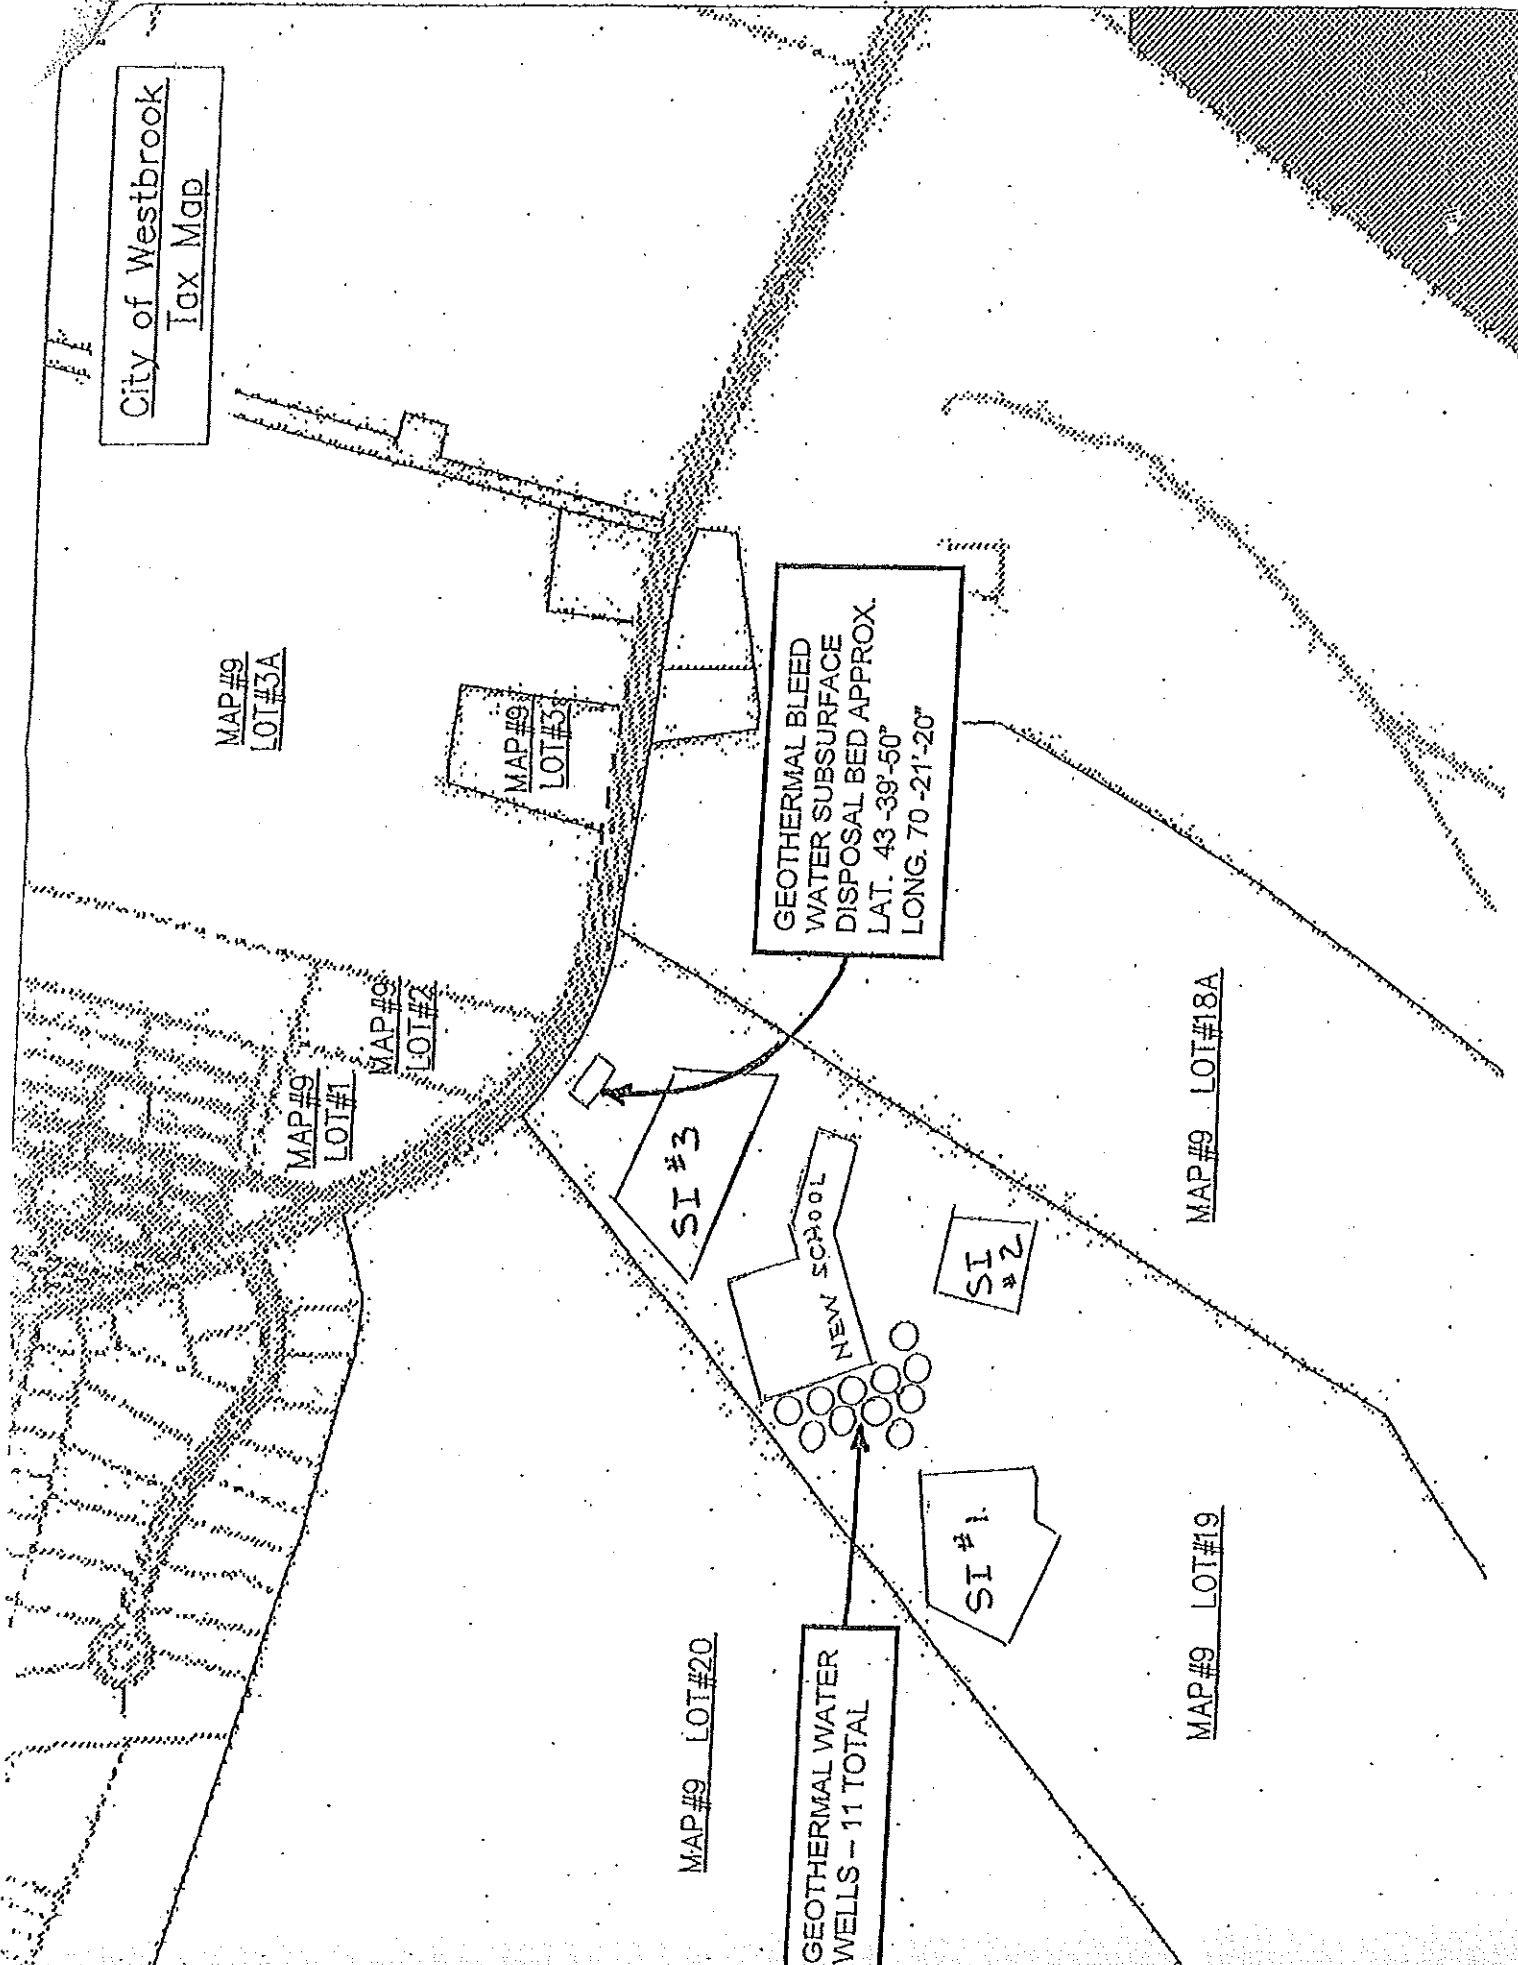 City of Westbrook
Tax Map
MAP#9
LOT#3A
MAP#9
LOT#3
MAP#9
LOT#2
MAP#9
LOT#1
GEOTHERMAL BLEED
WATER SUBSURFACE
DISPOSAL BED APPROX.
LAT. 43 -39'-50"
LONG. 70 -21'-20"
SI #3
NEW SCHOOL
SI
#2
SI #1
MAP#9 LOT#18A
MAP#9 LOT#20
GEOTHERMAL WATER
WELLS – 11 TOTAL
MAP#9 LOT#19